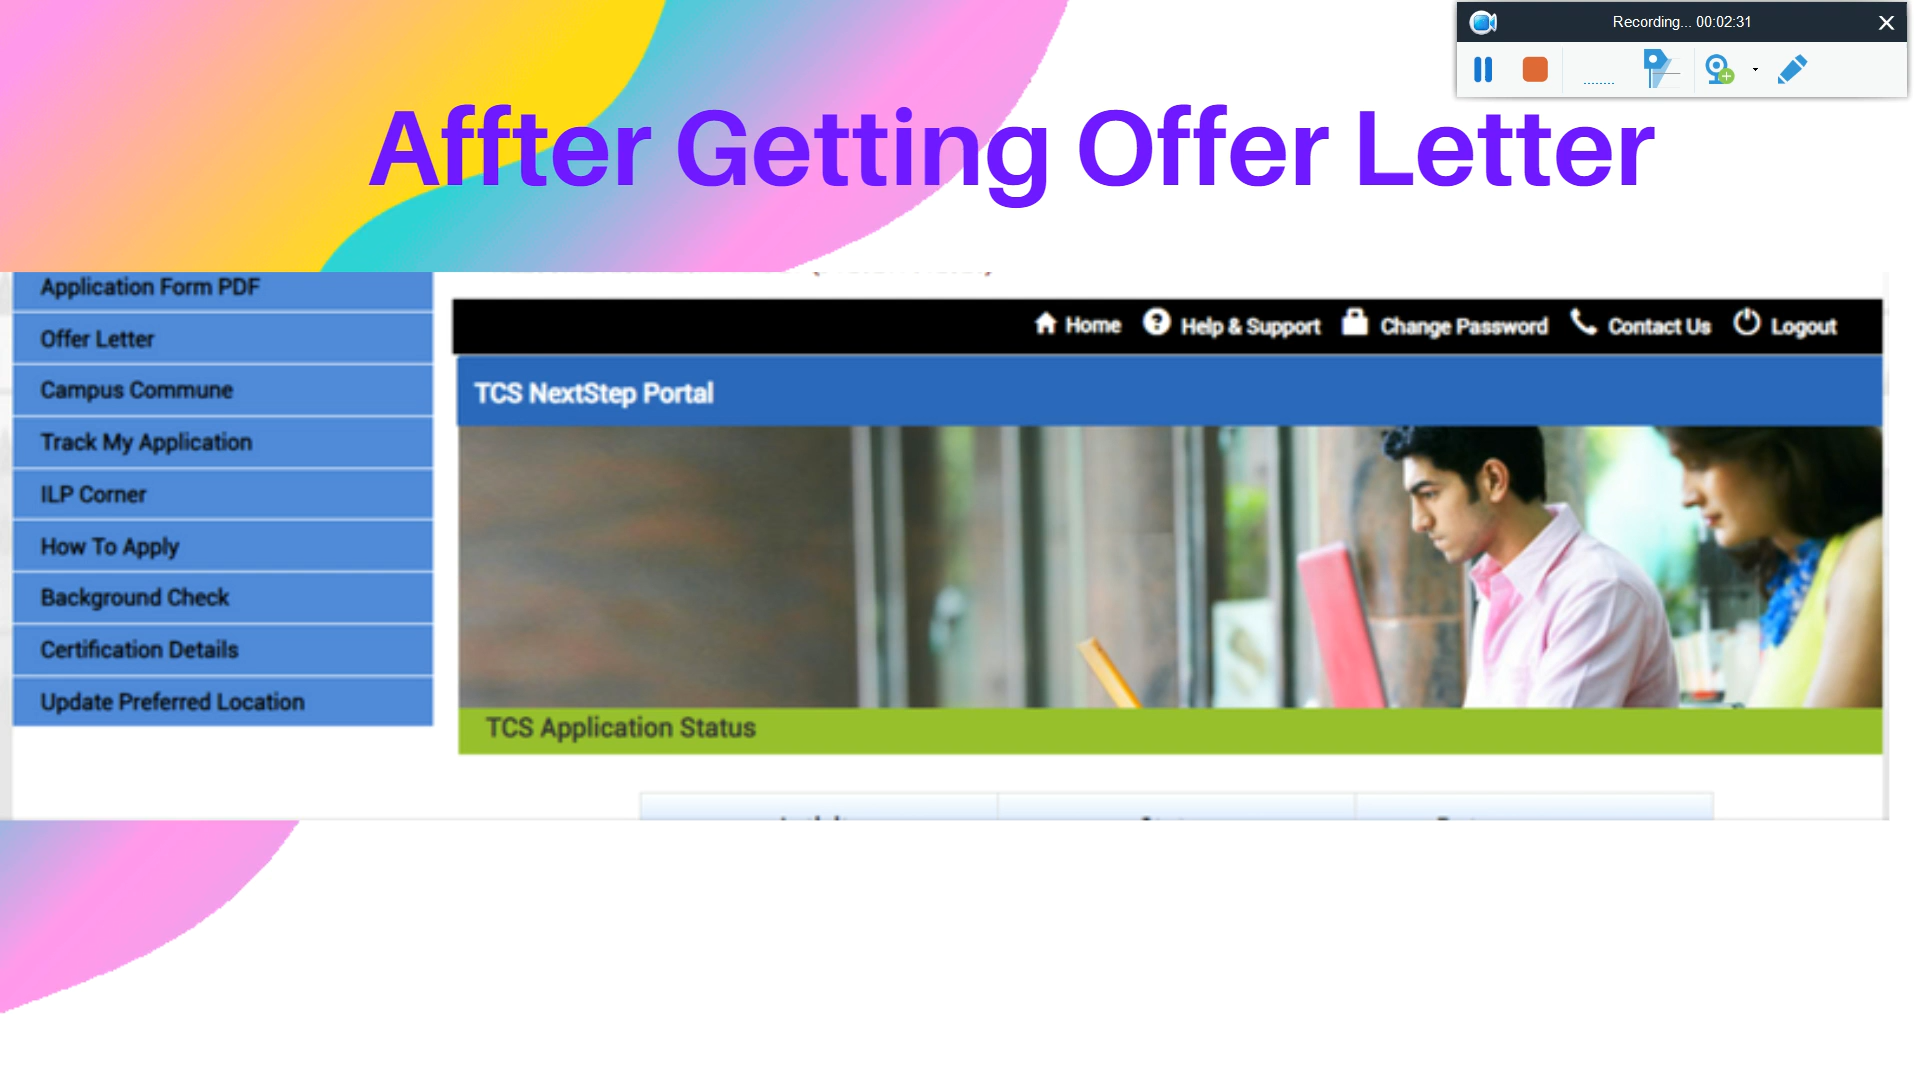 Recording... 00:02:31
Affter Getting Offer Letter
Application Form PDF
Offer Letter
Campus Commune
Track My Application
ILP Corner
How To Apply
Background Check
Certification Details
Update Preferred Location
Home Help & Support Change Password Contact Us Logout
TCS NextStep Portal
TCS Application Status